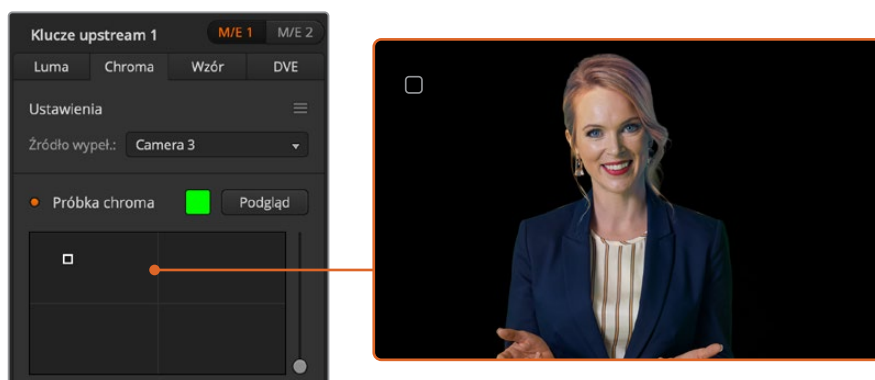 Klucze upstream 1 M/E 1 M/E 2
Luma Chroma Wzór DVE
Ustawienia
Źródło wypeł.: Camera 3
Próbka chroma Podgląd